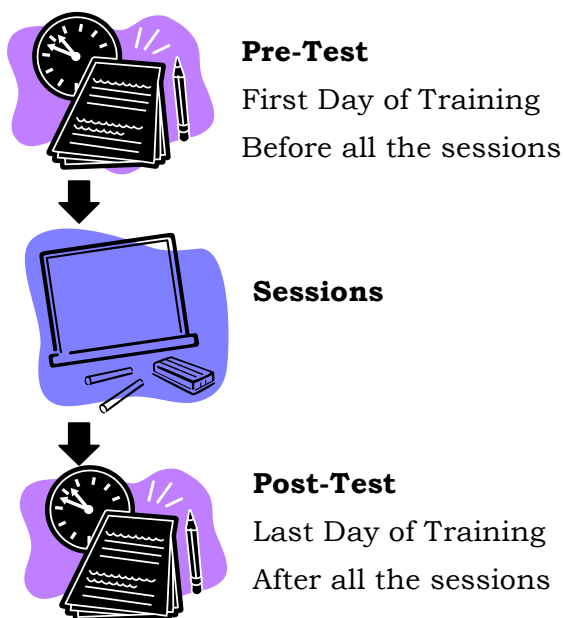 Pre-Test
First Day of Training
Before all the sessions
Sessions
Post-Test
Last Day of Training
After all the sessions